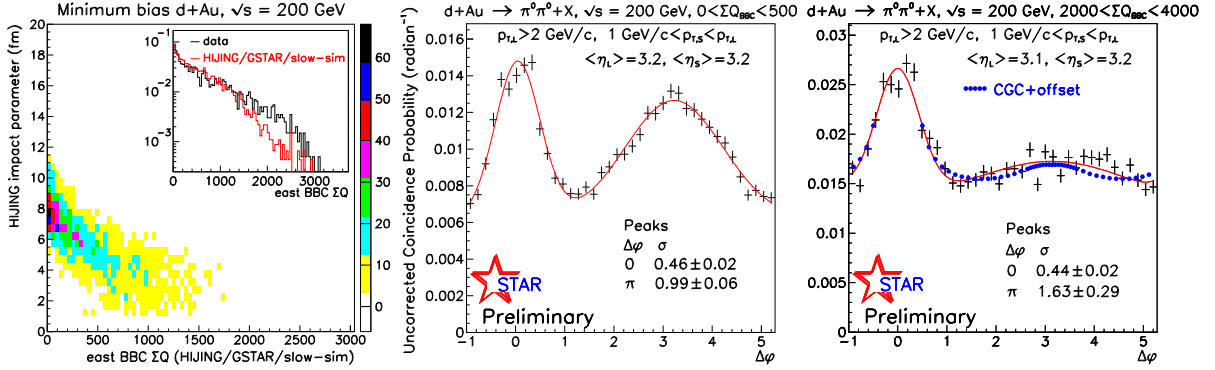 Minimum bias d+Au, √s = 200 GeV
HIJING impact parameter (fm)
20
18
16
14
12
10
8
6
4
2
0
0 500 1000 1500 2000 2500 3000
east BBC ΣQ (HIJING/GSTAR/slow-sim)
10⁻¹
10⁻²
10⁻³
data
HIJING/GSTAR/slow-sim
0 1000 2000 3000
east BBC ΣQ
60
50
40
30
20
10
0
d+Au → π⁰π⁰+X, √s = 200 GeV, 0<ΣQ_BBC<500
p_T,L>2 GeV/c, 1 GeV/c<p_T,S<p_T,L
<η_L>=3.2, <η_S>=3.2
Uncorrected Coincidence Probability (radian⁻¹)
0.016
0.014
0.012
0.01
0.008
0.006
0.004
0.002
0
Peaks
Δφ σ
0 0.46±0.02
π 0.99±0.06
STAR
Preliminary
-1 0 1 2 3 4 5
Δφ
d+Au → π⁰π⁰+X, √s = 200 GeV, 2000<ΣQ_BBC<4000
p_T,L>2 GeV/c, 1 GeV/c<p_T,S<p_T,L
<η_L>=3.1, <η_S>=3.2
CGC+offset
0.03
0.025
0.02
0.015
0.01
0.005
0
Peaks
Δφ σ
0 0.44±0.02
π 1.63±0.29
STAR
Preliminary
-1 0 1 2 3 4 5
Δφ